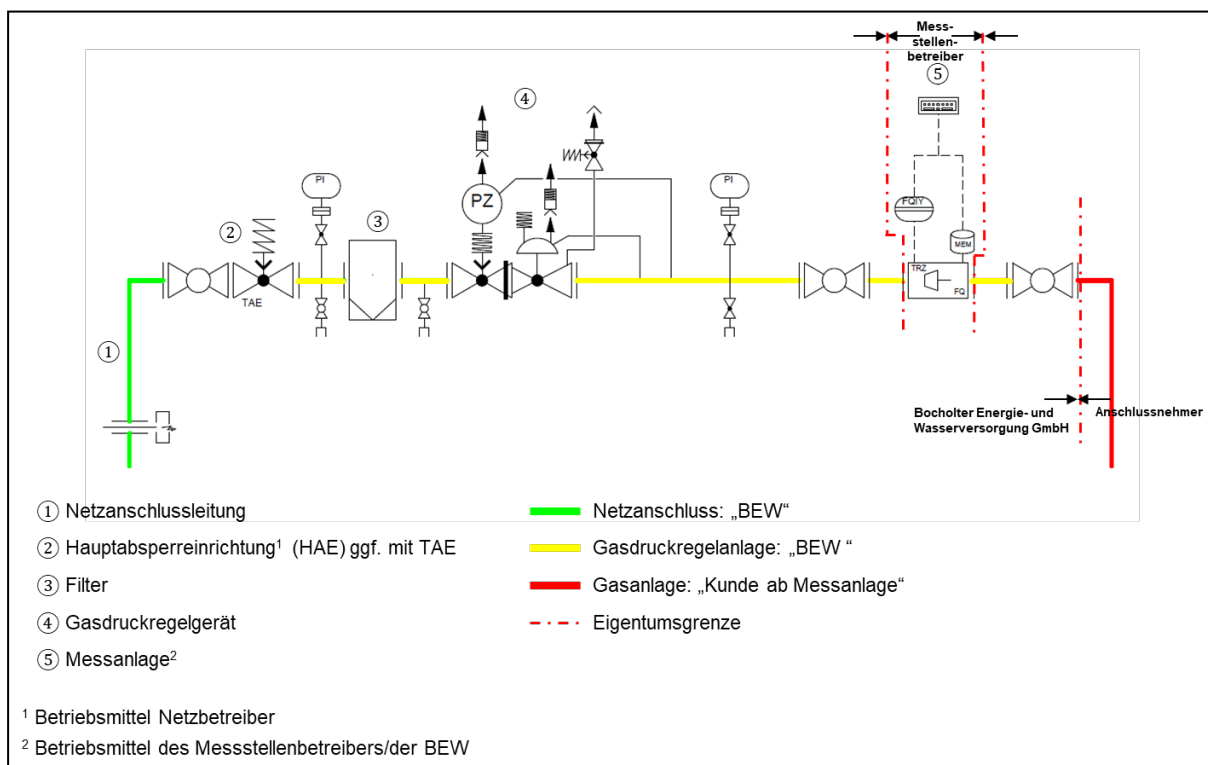 Mess-
stellen-
betreiber
⑤
④
PI
PZ
PI
②
③
FQIY
MEM
TAE
TRZ
FQ
①
Bocholter Energie- und
Wasserversorgung GmbH
Anschlussnehmer
① Netzanschlussleitung
② Hauptabsperreinrichtung¹ (HAE) ggf. mit TAE
③ Filter
④ Gasdruckregelgerät
⑤ Messanlage²
Netzanschluss: „BEW“
Gasdruckregelanlage: „BEW “
Gasanlage: „Kunde ab Messanlage“
Eigentumsgrenze
¹ Betriebsmittel Netzbetreiber
² Betriebsmittel des Messstellenbetreibers/der BEW